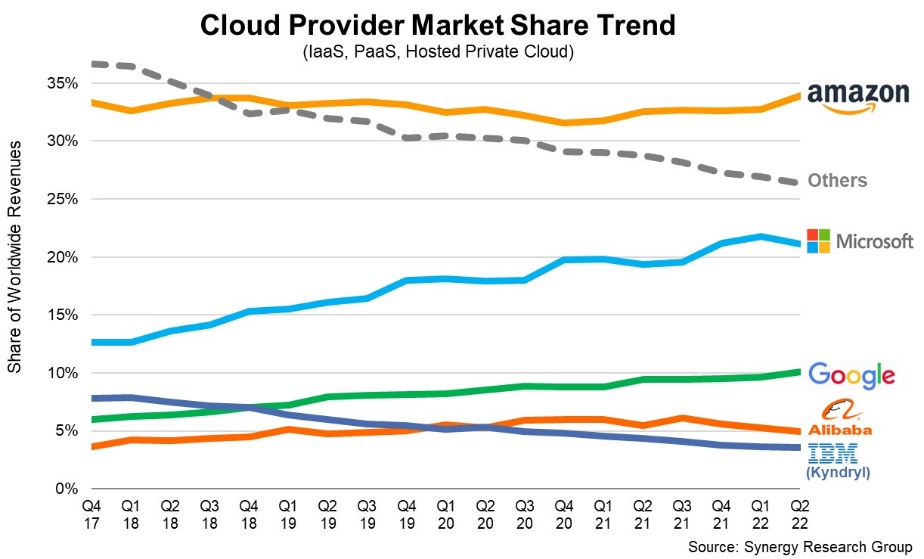 Cloud Provider Market Share Trend
(IaaS, PaaS, Hosted Private Cloud)
Share of Worldwide Revenues
35%
30%
25%
20%
15%
10%
5%
0%
amazon
Others
Microsoft
Google
Alibaba
IBM
(Kyndryl)
Q4 Q1 Q2 Q3 Q4 Q1 Q2 Q3 Q4 Q1 Q2 Q3 Q4 Q1 Q2 Q3 Q4 Q1 Q2
17 18 18 18 18 19 19 19 19 20 20 20 20 21 21 21 21 22 22
Source: Synergy Research Group